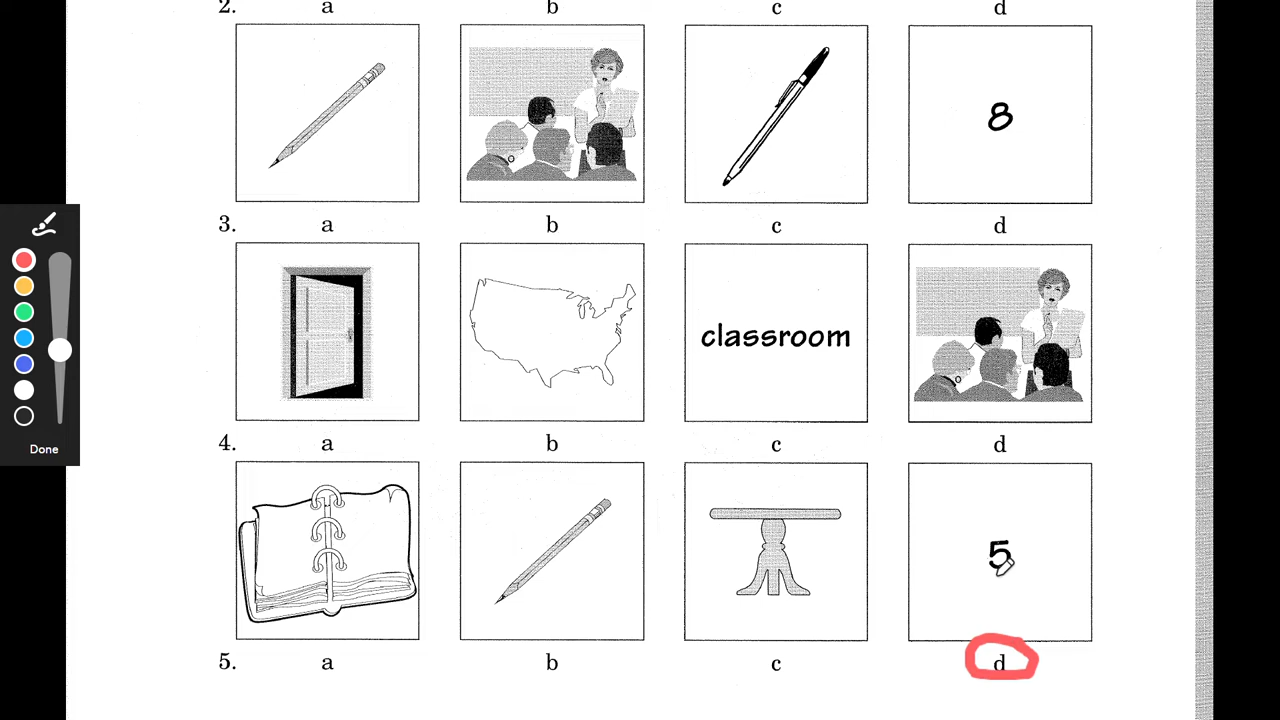 2. a b c d
8
3. a b c d
classroom
4. a b c d
5
5. a b c d
Done